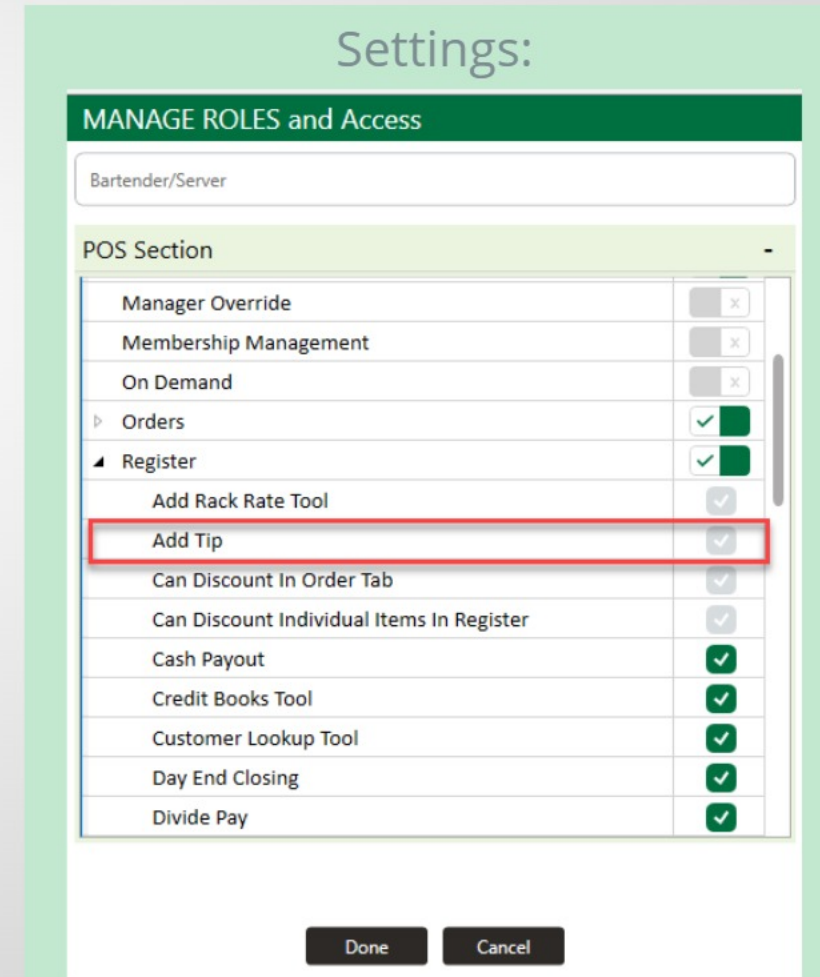 Settings:
MANAGE ROLES and Access
Bartender/Server
POS Section -
Manager Override
Membership Management
On Demand
Orders
Register
Add Rack Rate Tool
Add Tip
Can Discount In Order Tab
Can Discount Individual Items In Register
Cash Payout
Credit Books Tool
Customer Lookup Tool
Day End Closing
Divide Pay
Done Cancel